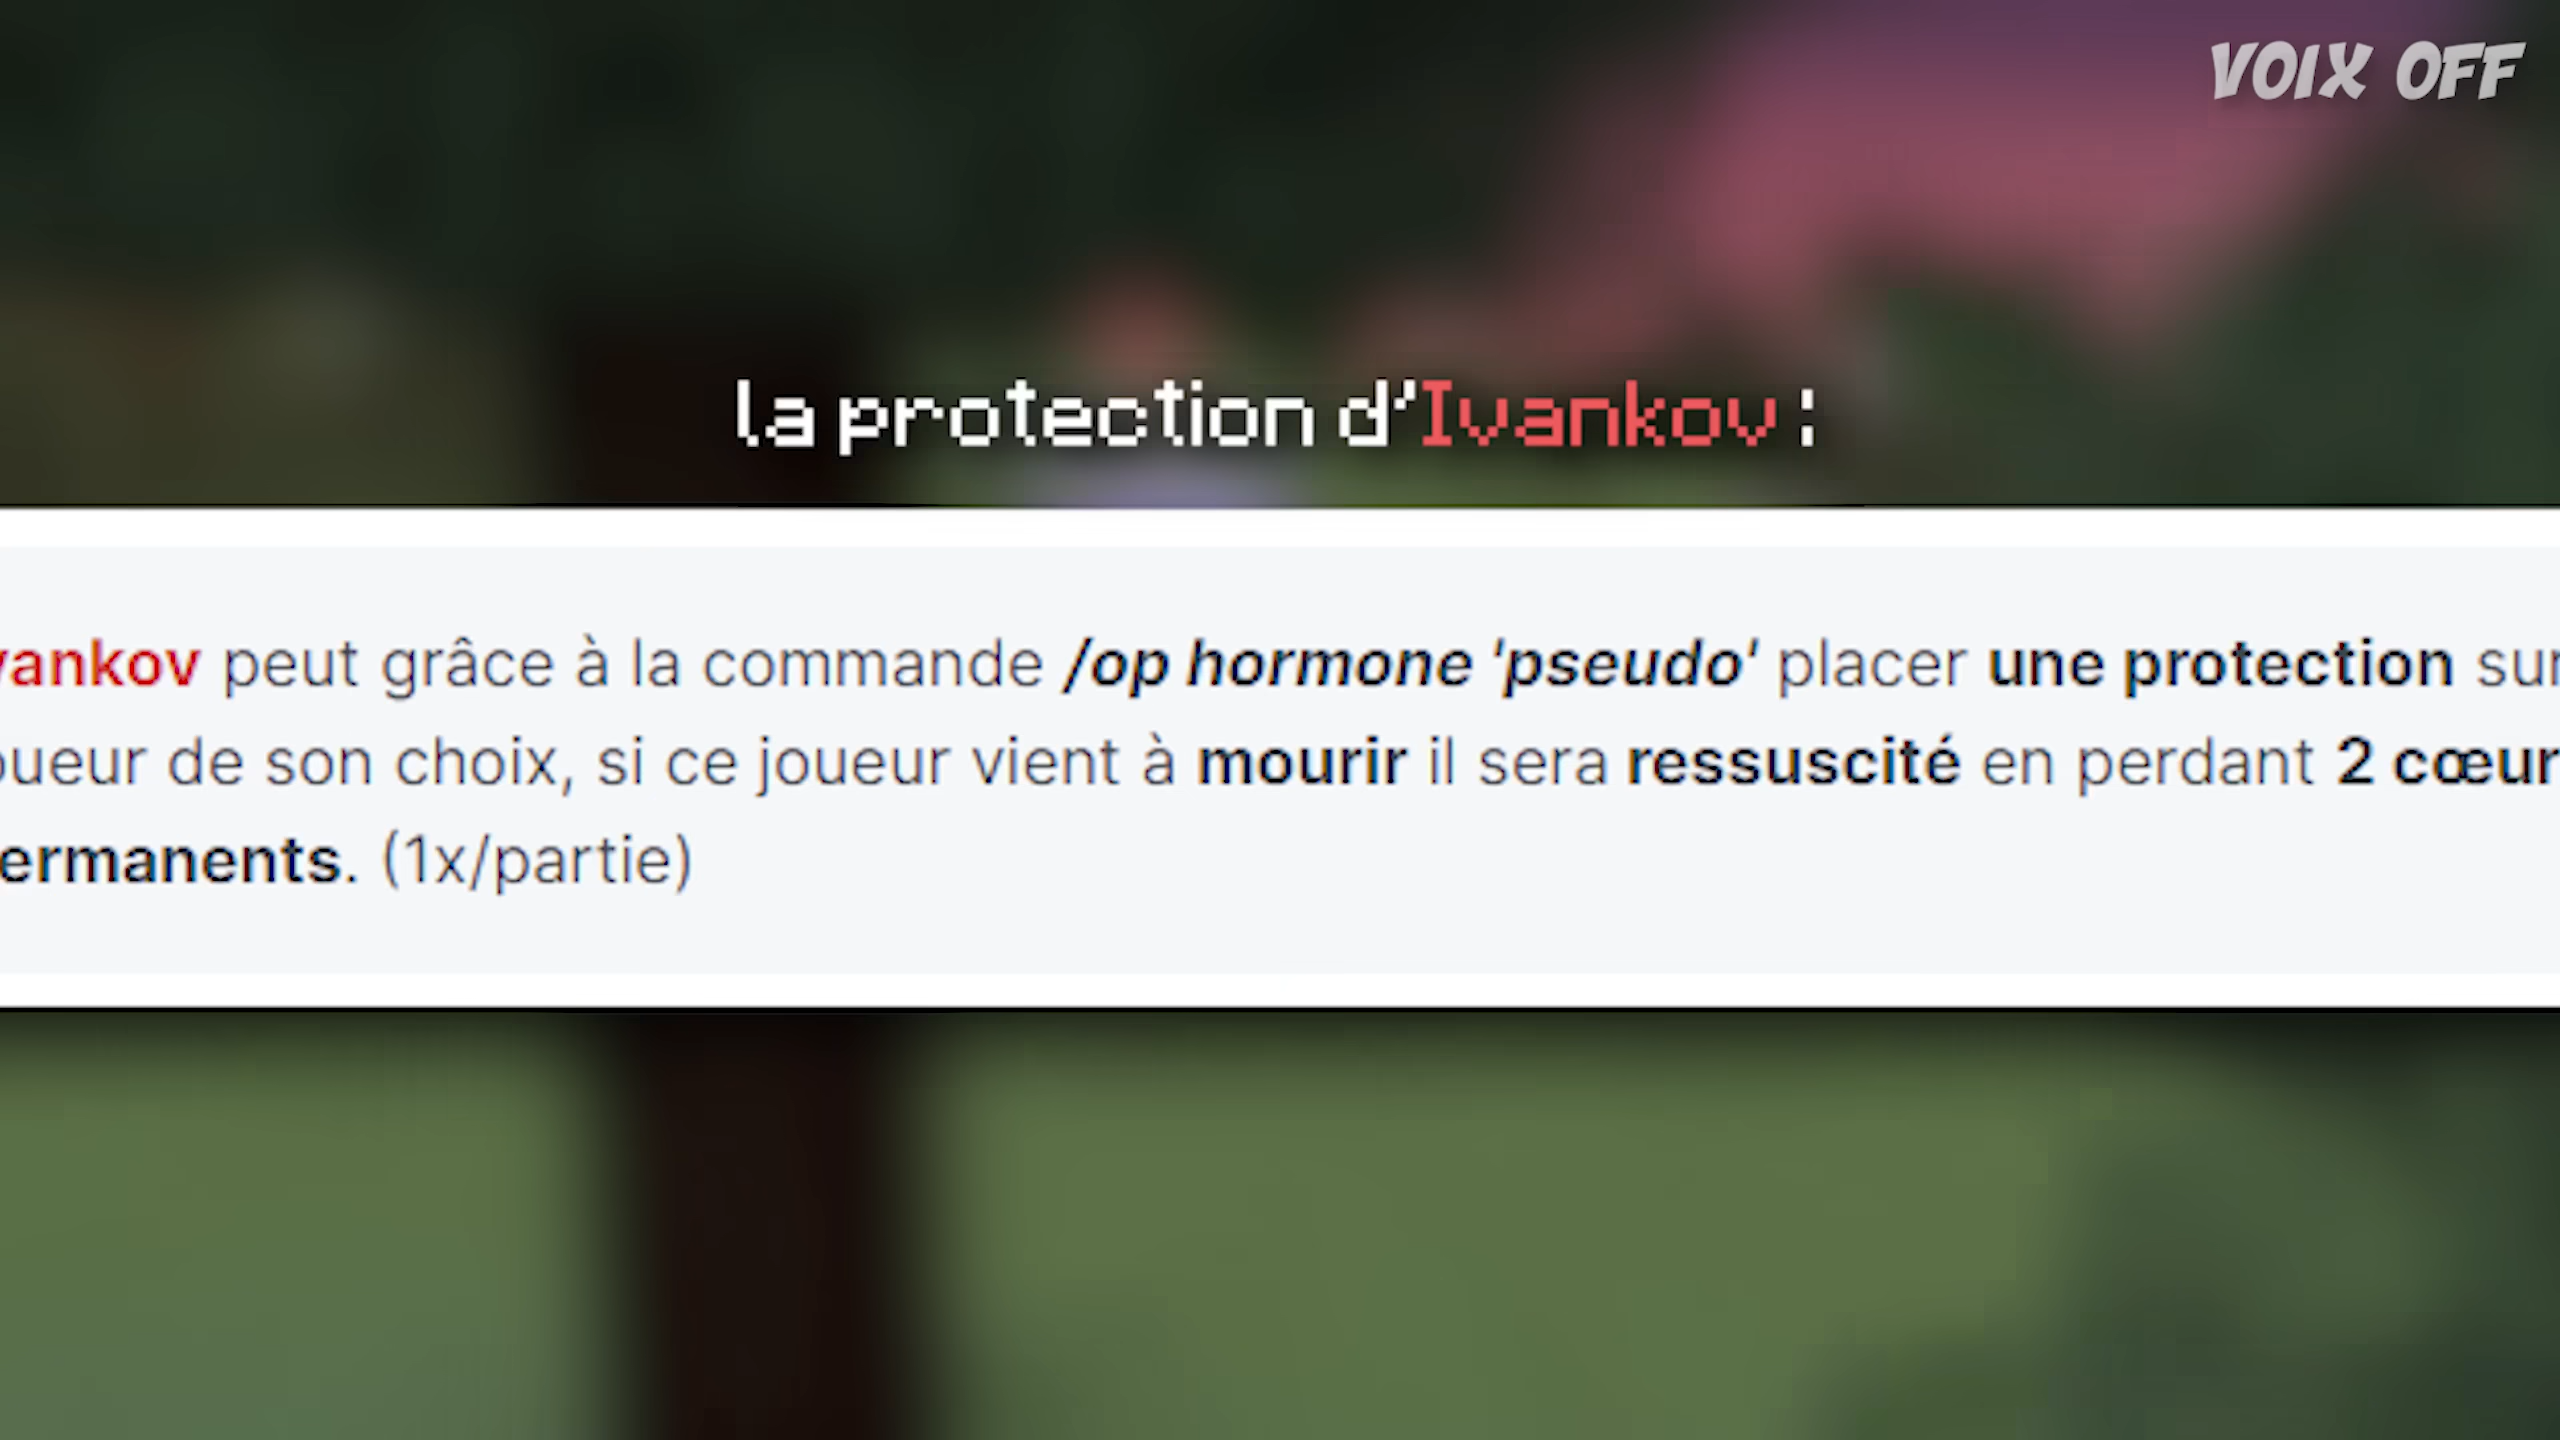 VOIX OFF
la protection d'Ivankov :
vankov peut grâce à la commande /op hormone 'pseudo' placer une protection sur
oueur de son choix, si ce joueur vient à mourir il sera ressuscité en perdant 2 cœur
ermanents. (1x/partie)